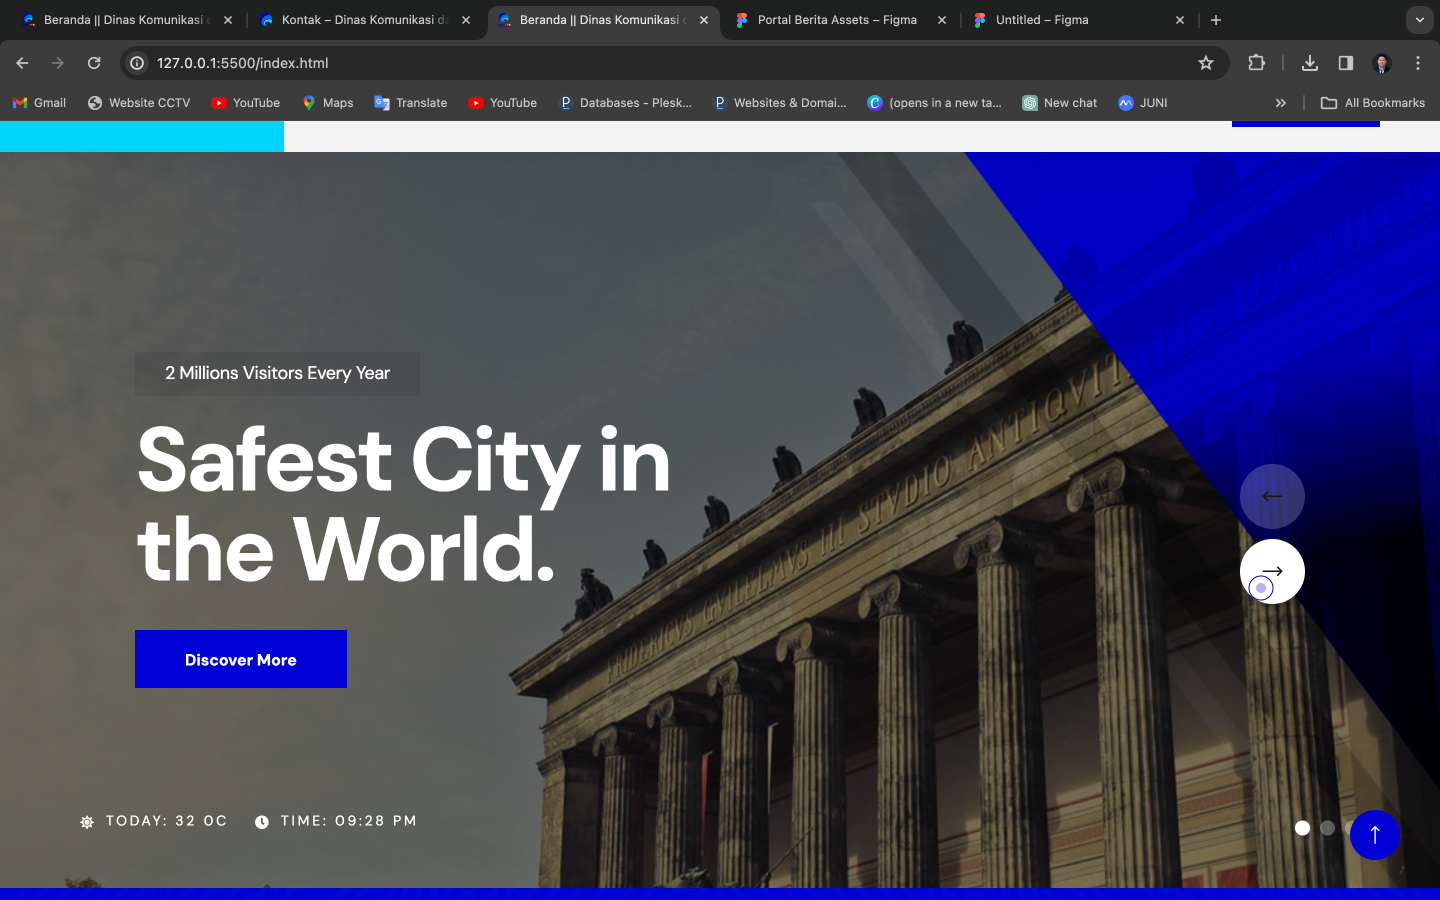 Beranda || Dinas Komunikasi
Kontak – Dinas Komunikasi da
Beranda || Dinas Komunikasi
Portal Berita Assets – Figma
Untitled – Figma
127.0.0.1:5500/index.html
Gmail
Website CCTV
YouTube
Maps
Translate
YouTube
Databases - Plesk...
Websites & Domai...
(opens in a new ta...
New chat
JUNI
All Bookmarks
2 Millions Visitors Every Year
Safest City in
the World.
FRIDERICVS GVILELMVS III STVDIO ANTIQVIT
Discover More
TODAY: 32 0C
TIME: 09:28 PM